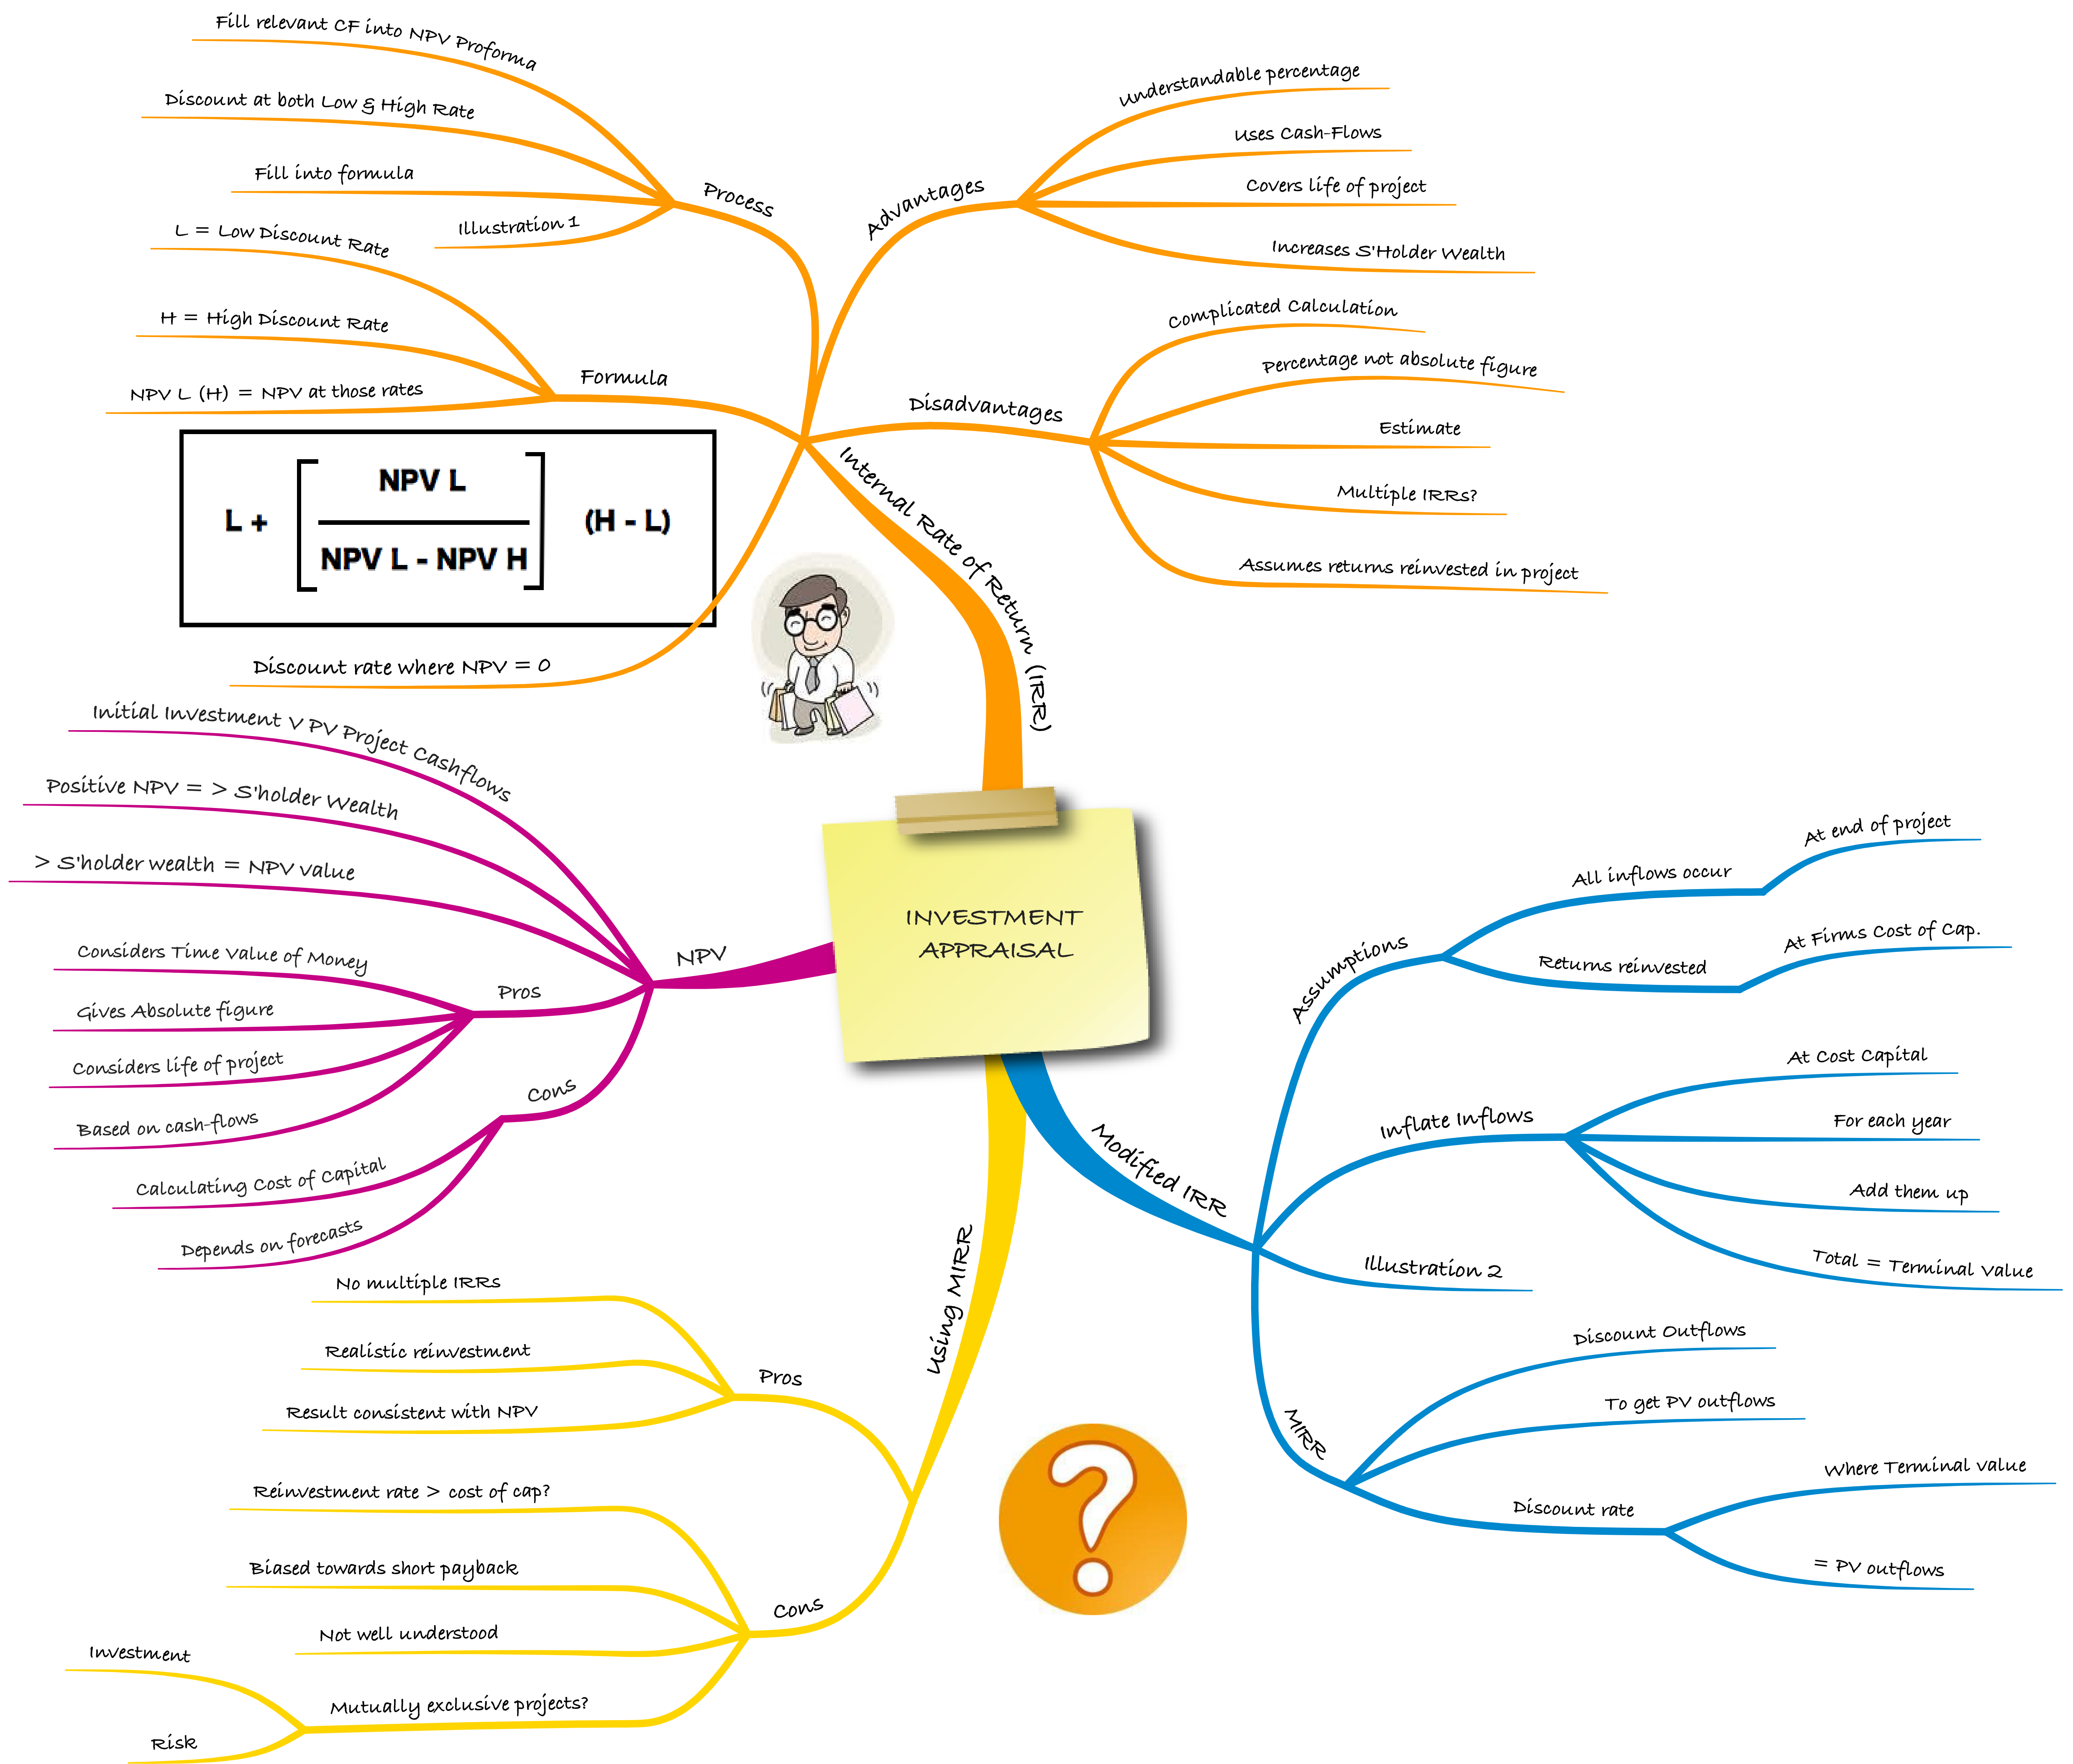 INVESTMENT
APPRAISAL
Internal Rate of Return (IRR)
Process
Fill relevant CF into NPV Proforma
Discount at both Low & High Rate
Fill into formula
Illustration 1
Formula
L = Low Discount Rate
H = High Discount Rate
NPV L (H) = NPV at those rates
NPV L
L + (H - L)
NPV L - NPV H
Discount rate where NPV = 0
Advantages
Understandable percentage
Uses Cash-Flows
Covers life of project
Increases S'Holder Wealth
Disadvantages
Complicated Calculation
Percentage not absolute figure
Estimate
Multiple IRRs?
Assumes returns reinvested in project
NPV
Initial Investment V PV Project Cashflows
Positive NPV = > S'holder Wealth
> S'holder wealth = NPV value
Pros
Considers Time Value of Money
Gives Absolute figure
Considers life of project
Based on cash-flows
Cons
Calculating Cost of Capital
Depends on forecasts
Modified IRR
Assumptions
All inflows occur
At end of project
Returns reinvested
At Firms Cost of Cap.
Inflate Inflows
At Cost Capital
For each year
Add them up
Total = Terminal Value
Illustration 2
MIRR
Discount Outflows
To get PV outflows
Discount rate
Where Terminal value
= PV outflows
Using MIRR
Pros
No multiple IRRs
Realistic reinvestment
Result consistent with NPV
Cons
Reinvestment rate > cost of cap?
Biased towards short payback
Not well understood
Mutually exclusive projects?
Investment
Risk
?